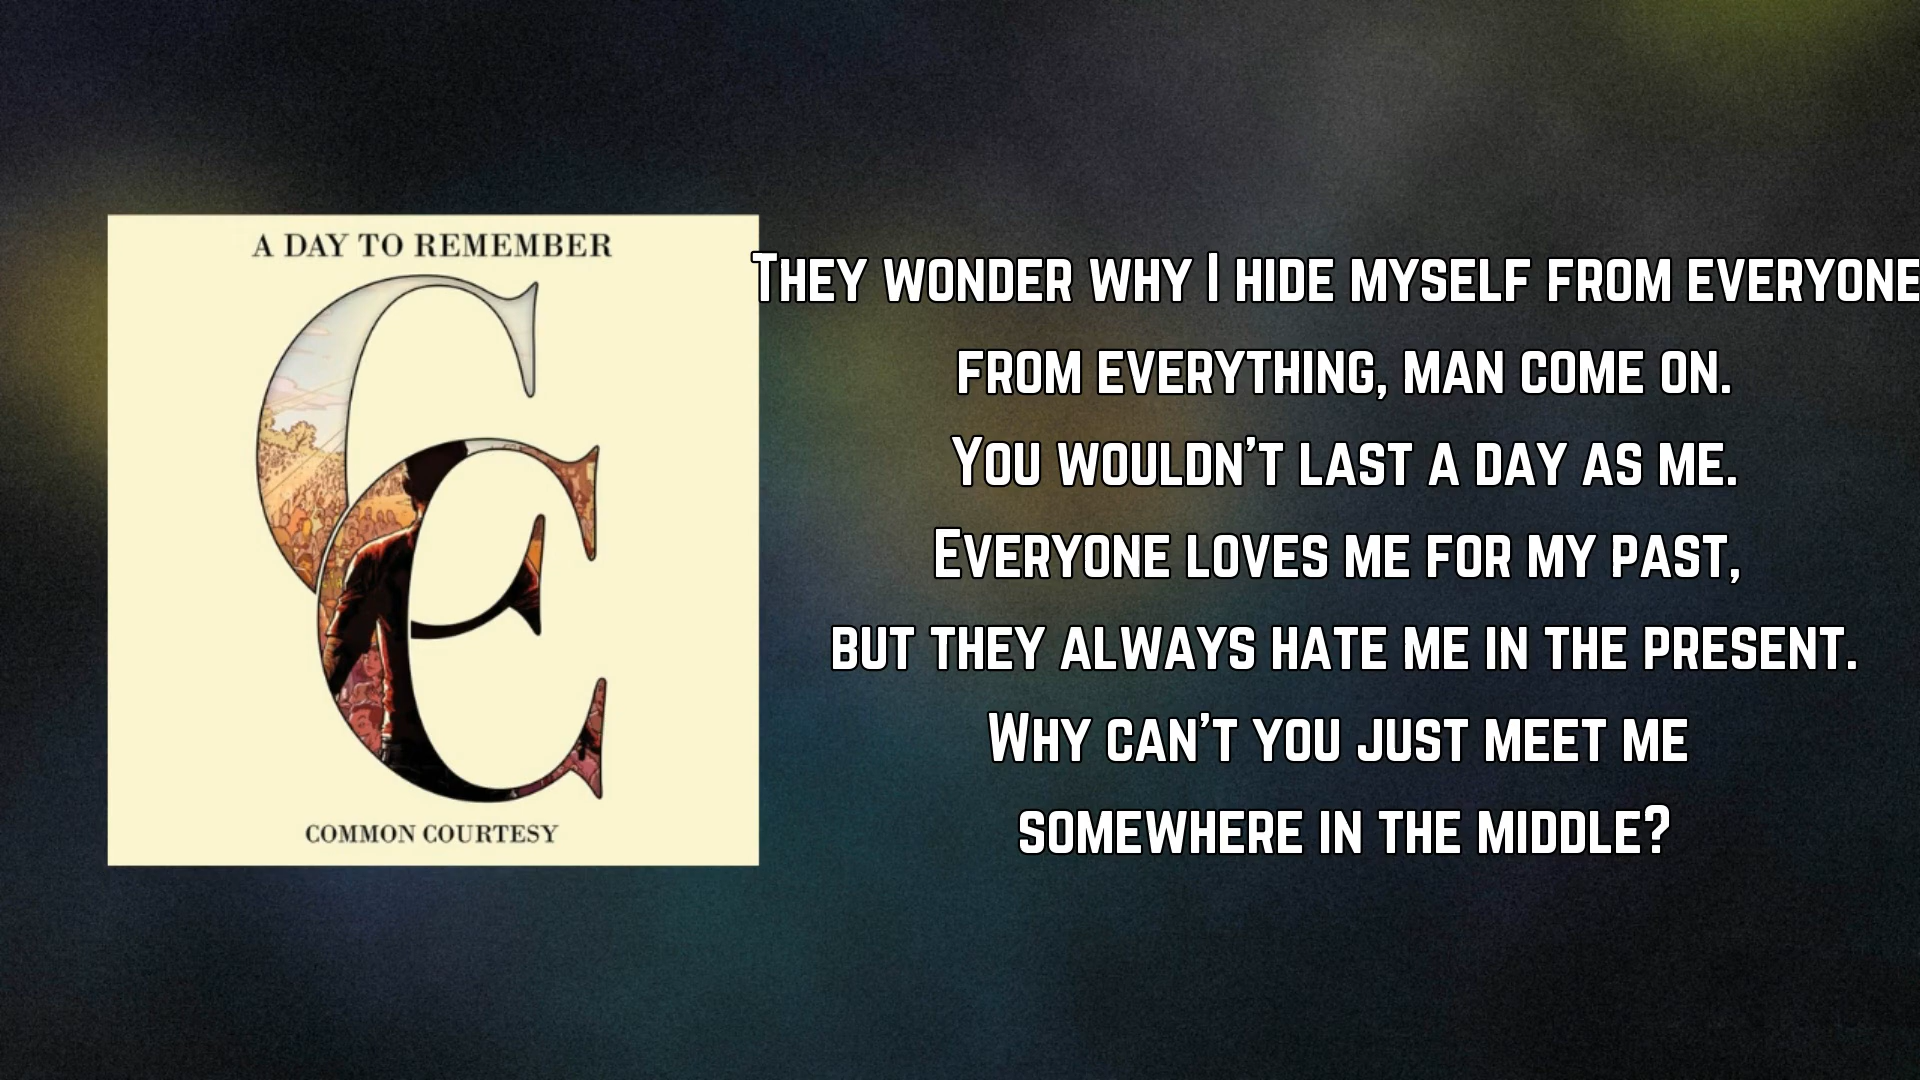 A DAY TO REMEMBER
COMMON COURTESY
They wonder why I hide myself from everyone
from everything, man come on.
You wouldn't last a day as me.
Everyone loves me for my past,
but they always hate me in the present.
Why can't you just meet me
somewhere in the middle?